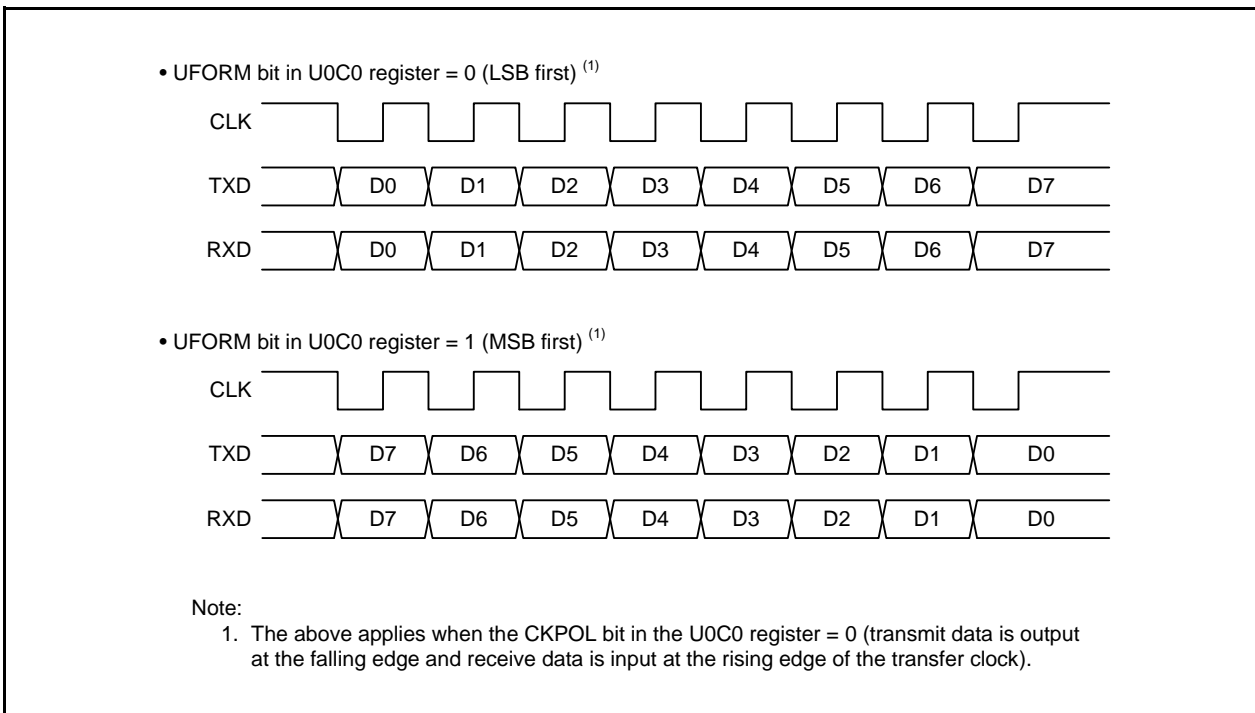 • UFORM bit in U0C0 register = 0 (LSB first) (1)
CLK
TXD D0 D1 D2 D3 D4 D5 D6 D7
RXD D0 D1 D2 D3 D4 D5 D6 D7
• UFORM bit in U0C0 register = 1 (MSB first) (1)
CLK
TXD D7 D6 D5 D4 D3 D2 D1 D0
RXD D7 D6 D5 D4 D3 D2 D1 D0
Note:
1. The above applies when the CKPOL bit in the U0C0 register = 0 (transmit data is output
at the falling edge and receive data is input at the rising edge of the transfer clock).